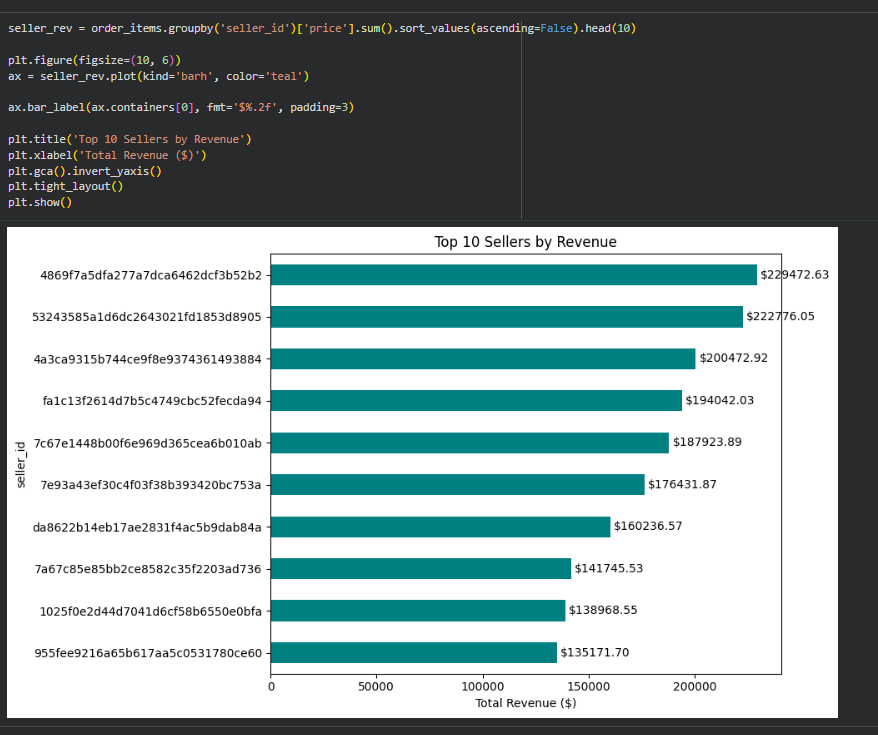 seller_rev = order_items.groupby('seller_id')['price'].sum().sort_values(ascending=False).head(10)
plt.figure(figsize=(10, 6))
ax = seller_rev.plot(kind='barh', color='teal')
ax.bar_label(ax.containers[0], fmt='$%.2f', padding=3)
plt.title('Top 10 Sellers by Revenue')
plt.xlabel('Total Revenue ($)')
plt.gca().invert_yaxis()
plt.tight_layout()
plt.show()
Top 10 Sellers by Revenue
4869f7a5dfa277a7dca6462dcf3b52b2 $229472.63
53243585a1d6dc2643021fd1853d8905 $222776.05
4a3ca9315b744ce9f8e9374361493884 $200472.92
fa1c13f2614d7b5c4749cbc52fecda94 $194042.03
7c67e1448b00f6e969d365cea6b010ab $187923.89
7e93a43ef30c4f03f38b393420bc753a $176431.87
da8622b14eb17ae2831f4ac5b9dab84a $160236.57
7a67c85e85bb2ce8582c35f2203ad736 $141745.53
1025f0e2d44d7041d6cf58b6550e0bfa $138968.55
955fee9216a65b617aa5c0531780ce60 $135171.70
seller_id
0 50000 100000 150000 200000
Total Revenue ($)